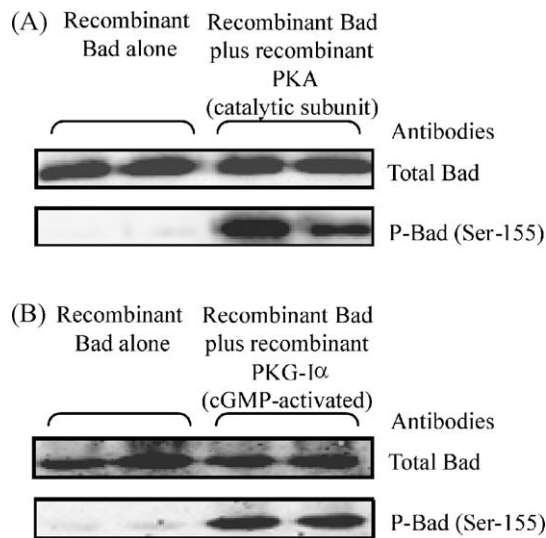 (A)
Recombinant
Bad alone
Recombinant Bad
plus recombinant
PKA
(catalytic subunit)
Antibodies
Total Bad
P-Bad (Ser-155)
(B)
Recombinant
Bad alone
Recombinant Bad
plus recombinant
PKG-Iα
(cGMP-activated)
Antibodies
Total Bad
P-Bad (Ser-155)